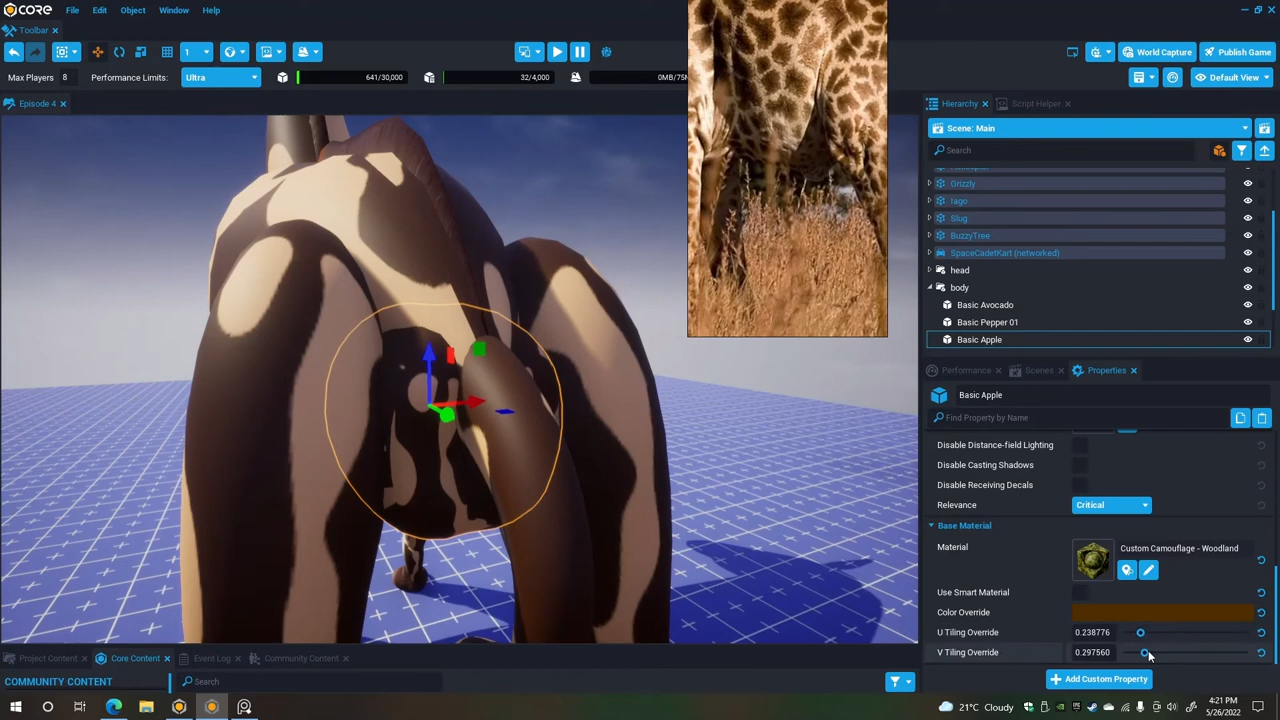 CORE
File
Edit
Object
Window
Help
Toolbar
1
World Capture
Publish Game
Max Players
8
Performance Limits:
Ultra
641/30,000
32/4,000
0MB/75
Default View
Episode 4
Hierarchy
Script Helper
Scene: Main
Search
Grizzly
Iago
Slug
BuzzyTree
SpaceCadetKart (networked)
head
body
Basic Avocado
Basic Pepper 01
Basic Apple
Performance
Scenes
Properties
Basic Apple
Find Property by Name
Disable Distance-field Lighting
Disable Casting Shadows
Disable Receiving Decals
Relevance
Critical
Base Material
Material
Custom Camouflage - Woodland
Use Smart Material
Color Override
U Tiling Override
0.238776
V Tiling Override
0.297560
Add Custom Property
Project Content
Core Content
Event Log
Community Content
COMMUNITY CONTENT
Search
21°C Cloudy
4:21 PM
5/26/2022